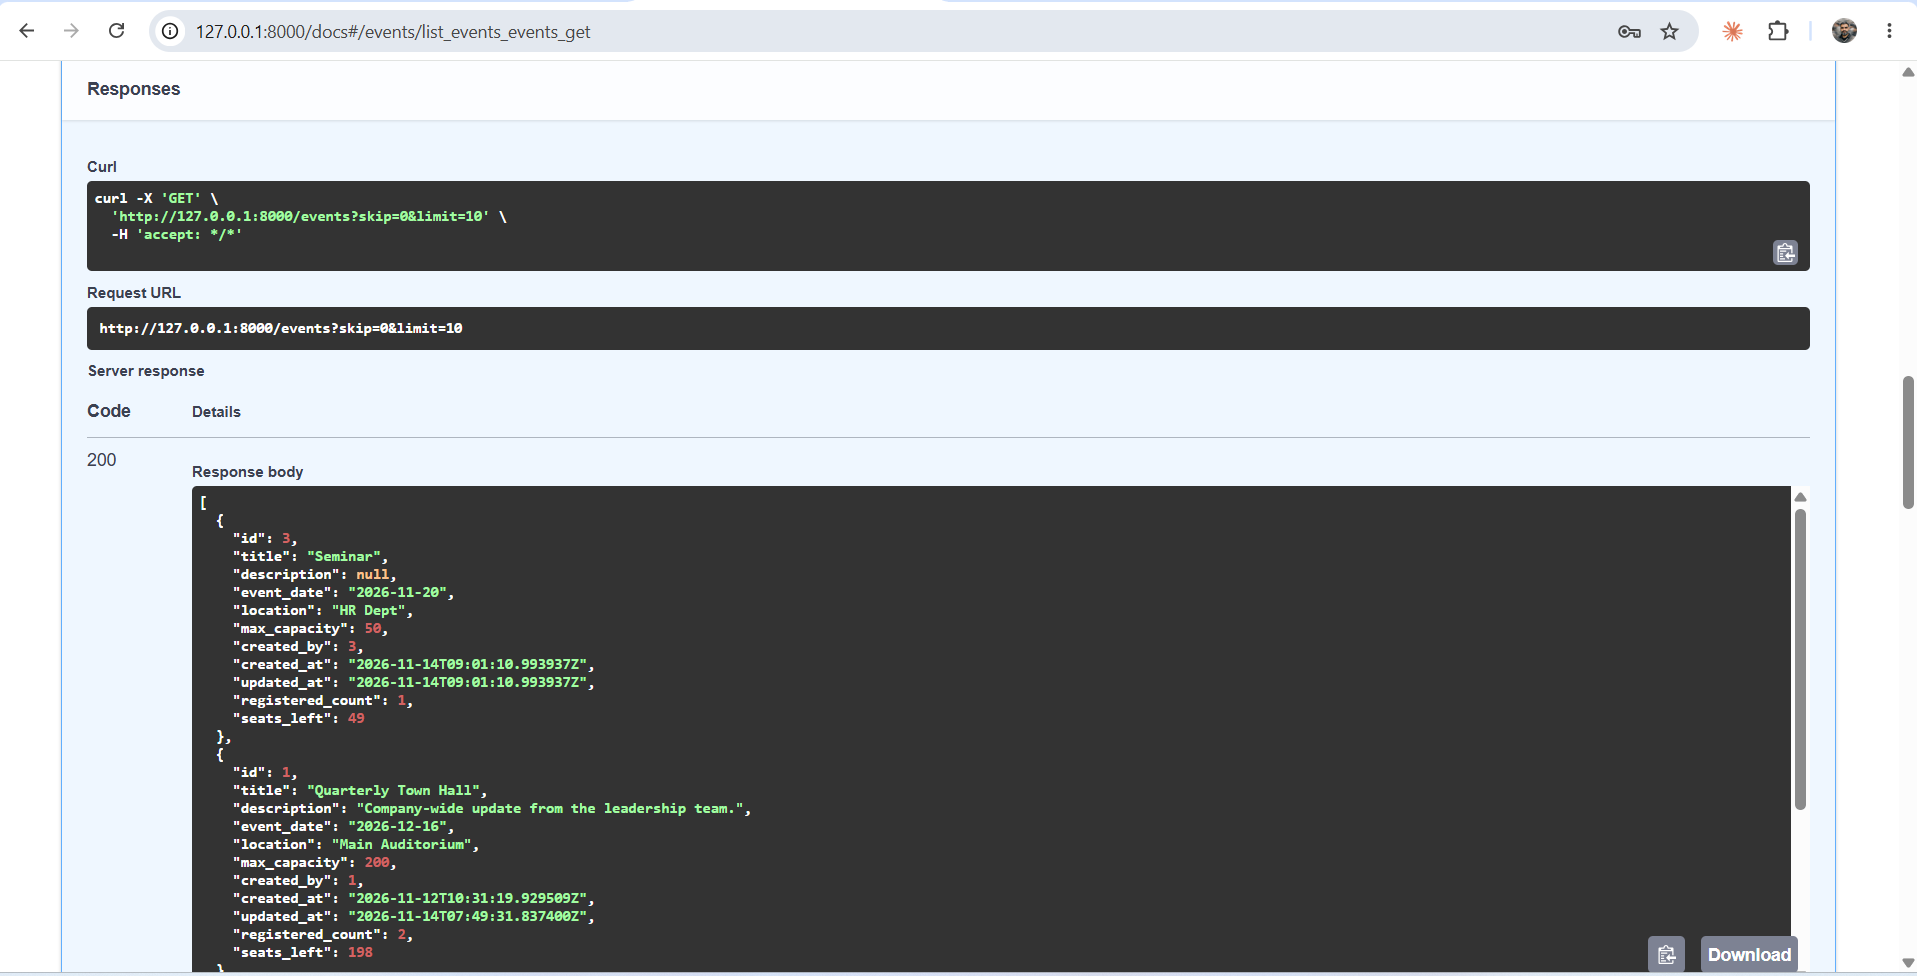 127.0.0.1:8000/docs#/events/list_events_events_get
Responses
Curl
curl -X 'GET' \
  'http://127.0.0.1:8000/events?skip=0&limit=10' \
  -H 'accept: */*'
Request URL
http://127.0.0.1:8000/events?skip=0&limit=10
Server response
Code Details
200
Response body
[
  {
    "id": 3,
    "title": "Seminar",
    "description": null,
    "event_date": "2026-11-20",
    "location": "HR Dept",
    "max_capacity": 50,
    "created_by": 3,
    "created_at": "2026-11-14T09:01:10.993937Z",
    "updated_at": "2026-11-14T09:01:10.993937Z",
    "registered_count": 1,
    "seats_left": 49
  },
  {
    "id": 1,
    "title": "Quarterly Town Hall",
    "description": "Company-wide update from the leadership team.",
    "event_date": "2026-12-16",
    "location": "Main Auditorium",
    "max_capacity": 200,
    "created_by": 1,
    "created_at": "2026-11-12T10:31:19.929509Z",
    "updated_at": "2026-11-14T07:49:31.837400Z",
    "registered_count": 2,
    "seats_left": 198
  }
Download